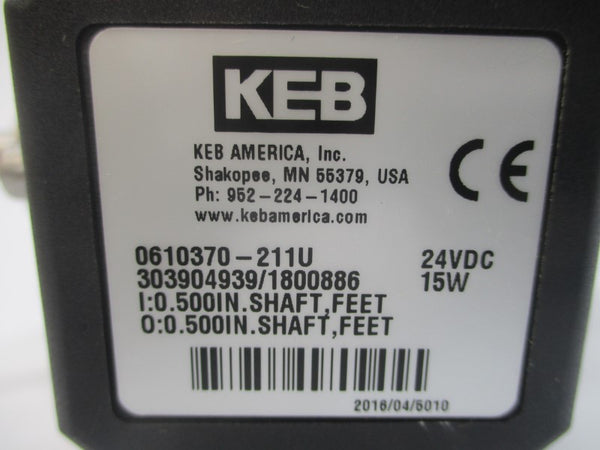 KEB
KEB AMERICA, Inc.
Shakopee, MN 55379, USA
Ph: 952-224-1400
www.kebamerica.com
CE
0610370-211U 24VDC
303904939/1800886 15W
I:0.500IN.SHAFT,FEET
O:0.500IN.SHAFT,FEET
2016/04/5010